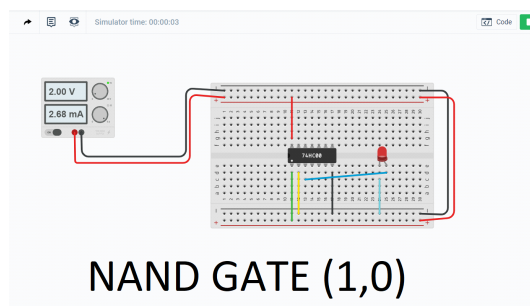 Simulator time: 00:00:03
Code
2.00 V
2.68 mA
74HC00
NAND GATE (1,0)